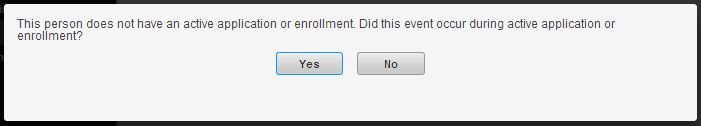 This person does not have an active application or enrollment. Did this event occur during active application or
enrollment?
Yes No